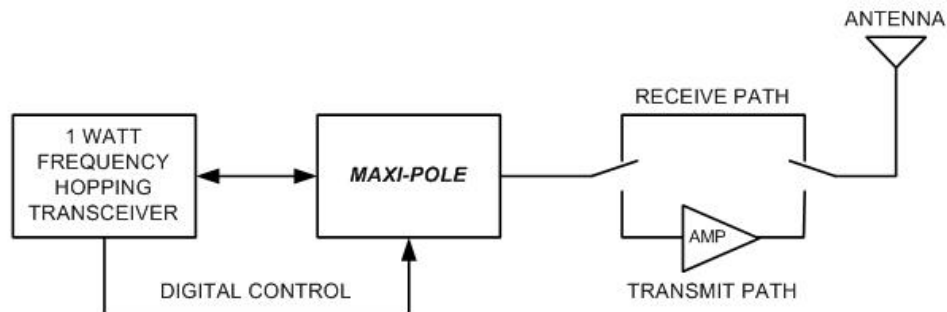 ANTENNA
RECEIVE PATH
1 WATT
FREQUENCY
HOPPING
TRANSCEIVER
MAXI-POLE
AMP
DIGITAL CONTROL
TRANSMIT PATH